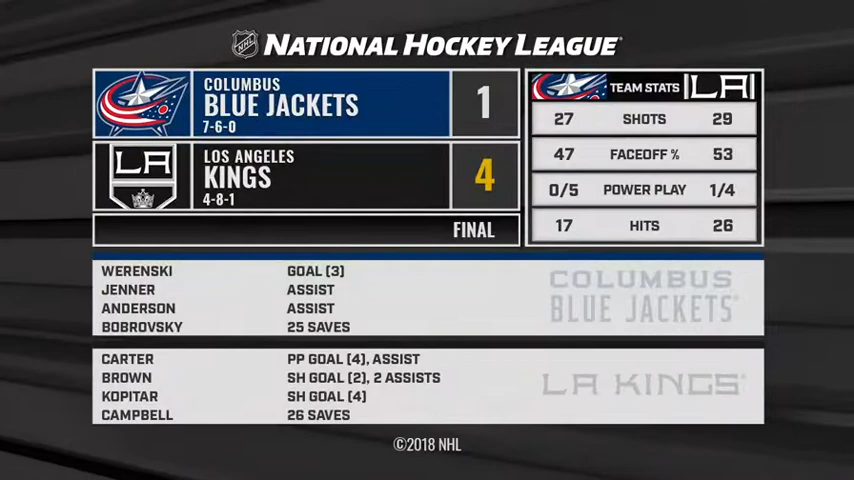 NHL NATIONAL HOCKEY LEAGUE
COLUMBUS
BLUE JACKETS
7-6-0
1
LOS ANGELES
KINGS
4-8-1
4
FINAL
TEAM STATS LA
27 SHOTS 29
47 FACEOFF % 53
0/5 POWER PLAY 1/4
17 HITS 26
WERENSKI GOAL (3)
JENNER ASSIST
ANDERSON ASSIST
BOBROVSKY 25 SAVES
COLUMBUS
BLUE JACKETS
CARTER PP GOAL (4), ASSIST
BROWN SH GOAL (2), 2 ASSISTS
KOPITAR SH GOAL (4)
CAMPBELL 26 SAVES
LA KINGS
LA
©2018 NHL